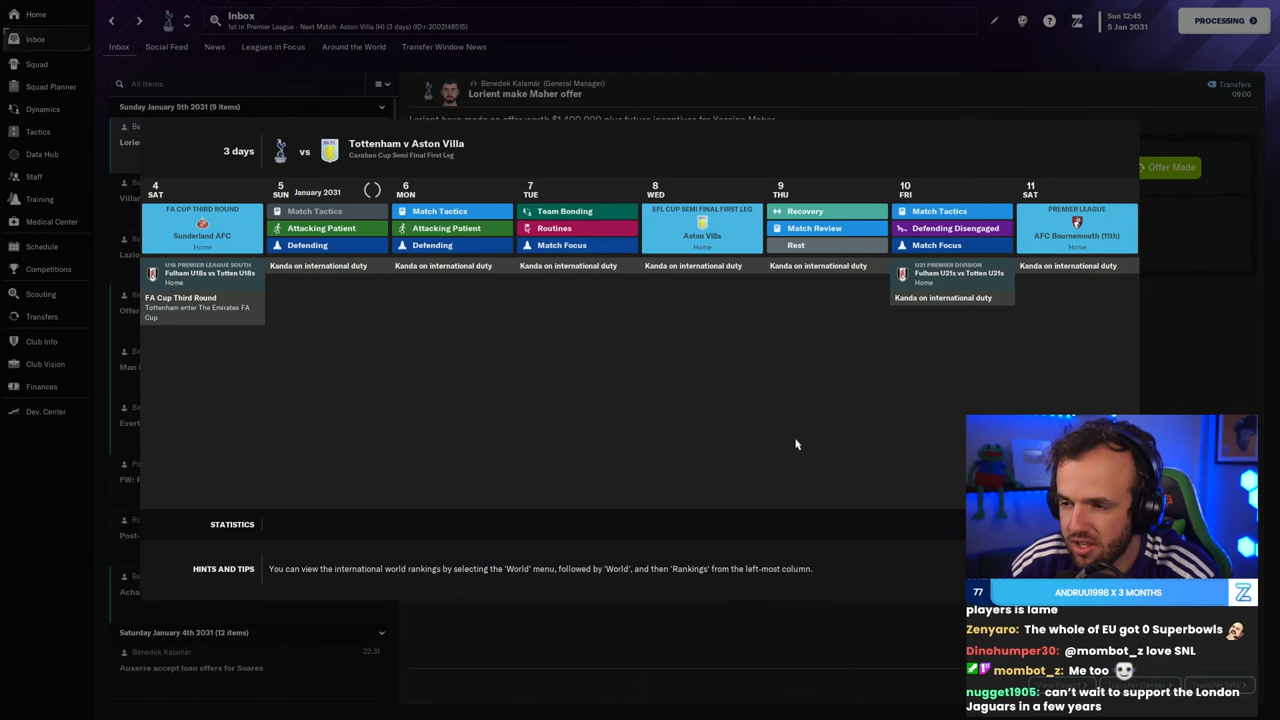 Home
Inbox
1st in Premier League - Next Match: Aston Villa (H) (3 days) (ID:r-2002148515)
Sun 12:45
5 Jan 2031
PROCESSING
Inbox
Squad
Squad Planner
Dynamics
Tactics
Data Hub
Staff
Training
Medical Center
Schedule
Competitions
Scouting
Transfers
Club Info
Club Vision
Finances
Dev. Center
Inbox Social Feed News Leagues in Focus Around the World Transfer Window News
All Items
Sunday January 5th 2031 (9 items)
Benedek Kalamár (General Manager)
Lorient make Maher offer
Transfers
09:00
Offer Made
3 days
vs
Tottenham v Aston Villa
Carabao Cup Semi Final First Leg
4
SAT
5
SUN
January 2031
6
MON
7
TUE
8
WED
9
THU
10
FRI
11
SAT
FA CUP THIRD ROUND
Sunderland AFC
Home
U18 PREMIER LEAGUE SOUTH
Fulham U18s vs Totten U18s
Home
FA Cup Third Round
Tottenham enter The Emirates FA
Cup
Match Tactics
Attacking Patient
Defending
Kanda on international duty
Match Tactics
Attacking Patient
Defending
Kanda on international duty
Team Bonding
Routines
Match Focus
Kanda on international duty
EFL CUP SEMI FINAL FIRST LEG
Aston Villa
Home
Kanda on international duty
Recovery
Match Review
Rest
Kanda on international duty
Match Tactics
Defending Disengaged
Match Focus
U21 PREMIER DIVISION
Fulham U21s vs Totten U21s
Home
Kanda on international duty
PREMIER LEAGUE
AFC Bournemouth (11th)
Home
Kanda on international duty
STATISTICS
HINTS AND TIPS
You can view the international world rankings by selecting the 'World' menu, followed by 'World', and then 'Rankings' from the left-most column.
Saturday January 4th 2031 (12 items)
Benedek Kalamár
22:31
Auxerre accept loan offers for Soares
77
ANDRUU1998 X 3 MONTHS
players is lame
Zenyaro: The whole of EU got 0 Superbowls
Dinohumper30: @mombot_z love SNL
mombot_z: Me too
nugget1905: can't wait to support the London
Jaguars in a few years